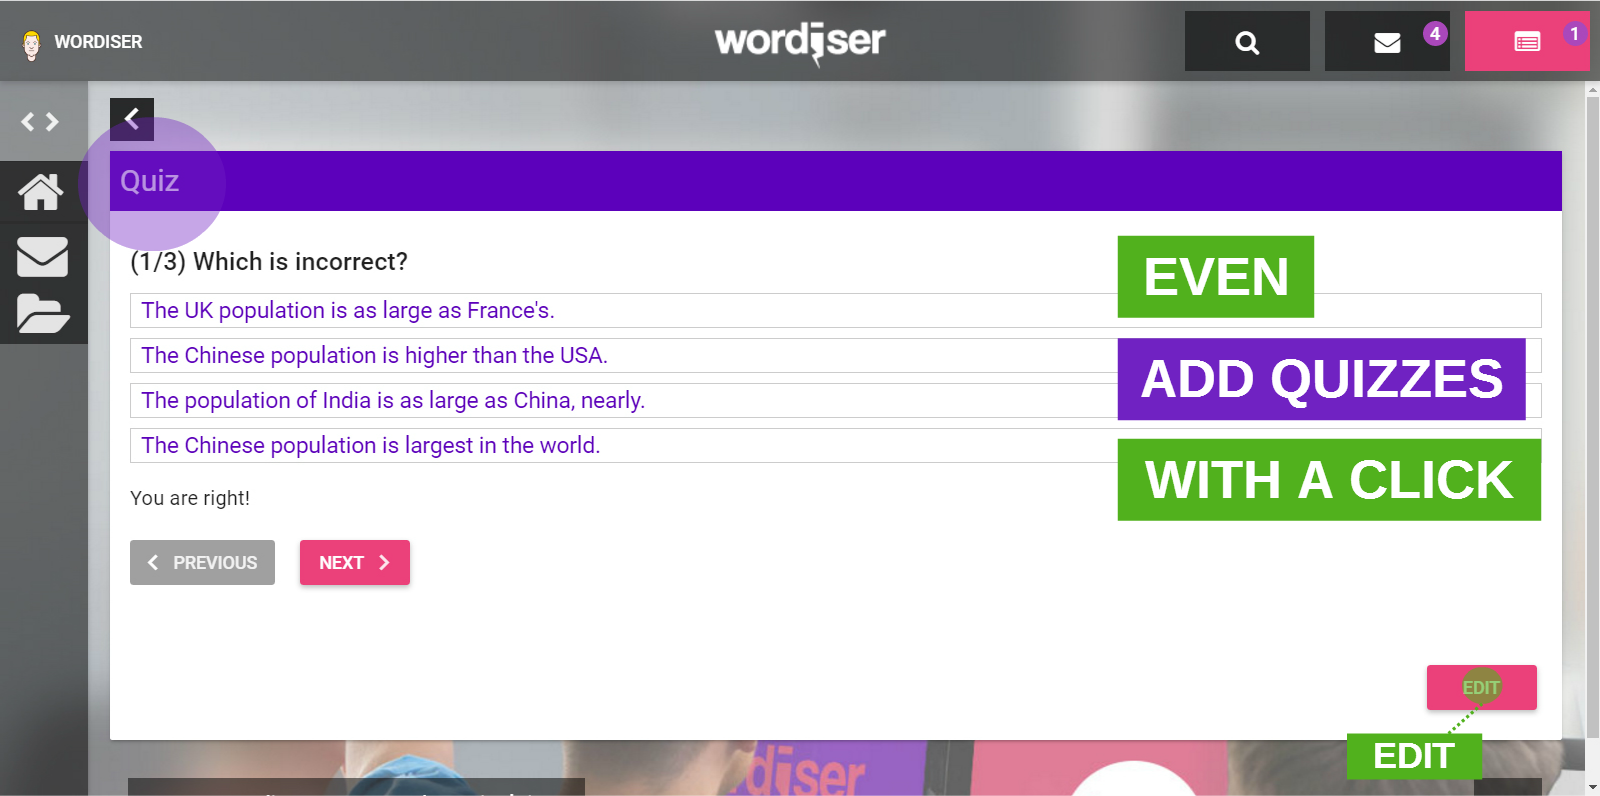 WORDISER
wordiser
4
1
Quiz
(1/3) Which is incorrect?
The UK population is as large as France's.
The Chinese population is higher than the USA.
The population of India is as large as China, nearly.
The Chinese population is largest in the world.
You are right!
PREVIOUS
NEXT
EVEN
ADD QUIZZES
WITH A CLICK
EDIT
EDIT
diser